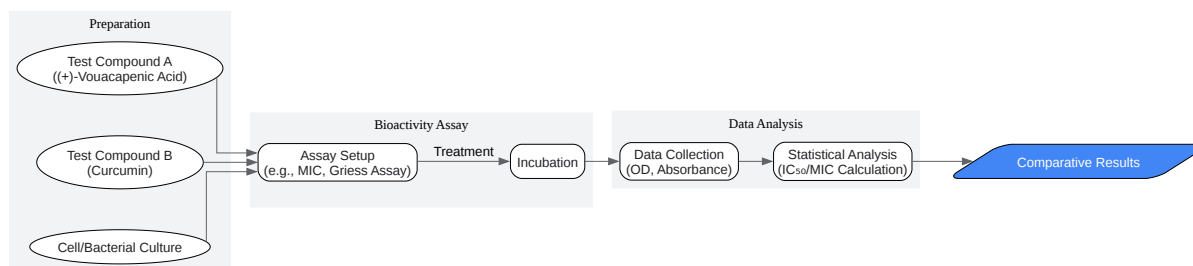 Preparation
Test Compound A
((+)-Vouacapenic Acid)
Test Compound B
(Curcumin)
Cell/Bacterial Culture
Bioactivity Assay
Assay Setup
(e.g., MIC, Griess Assay)
Treatment
Incubation
Data Analysis
Data Collection
(OD, Absorbance)
Statistical Analysis
(IC₅₀/MIC Calculation)
Comparative Results